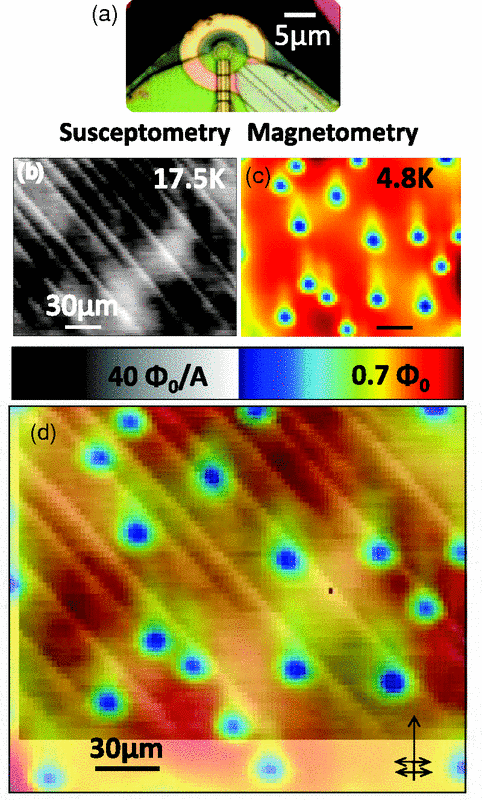 (a)
5μm
Susceptometry Magnetometry
(b) 17.5K
(c) 4.8K
30μm
40 Φ₀/A 0.7 Φ₀
(d)
30μm